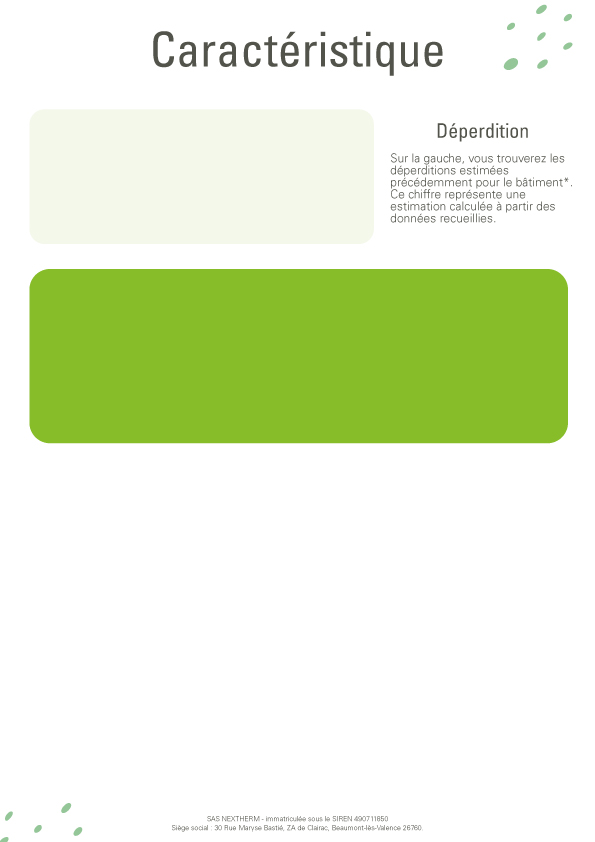 Caractéristique
Déperdition
Sur la gauche, vous trouverez les
déperditions estimées
précédemment pour le bâtiment*.
Ce chiffre représente une
estimation calculée à partir des
données recueillies.
SAS NEXTHERM - immatriculée sous le SIREN 490711850
Siège social : 30 Rue Maryse Bastié, ZA de Clairac, Beaumont-lès-Valence 26760